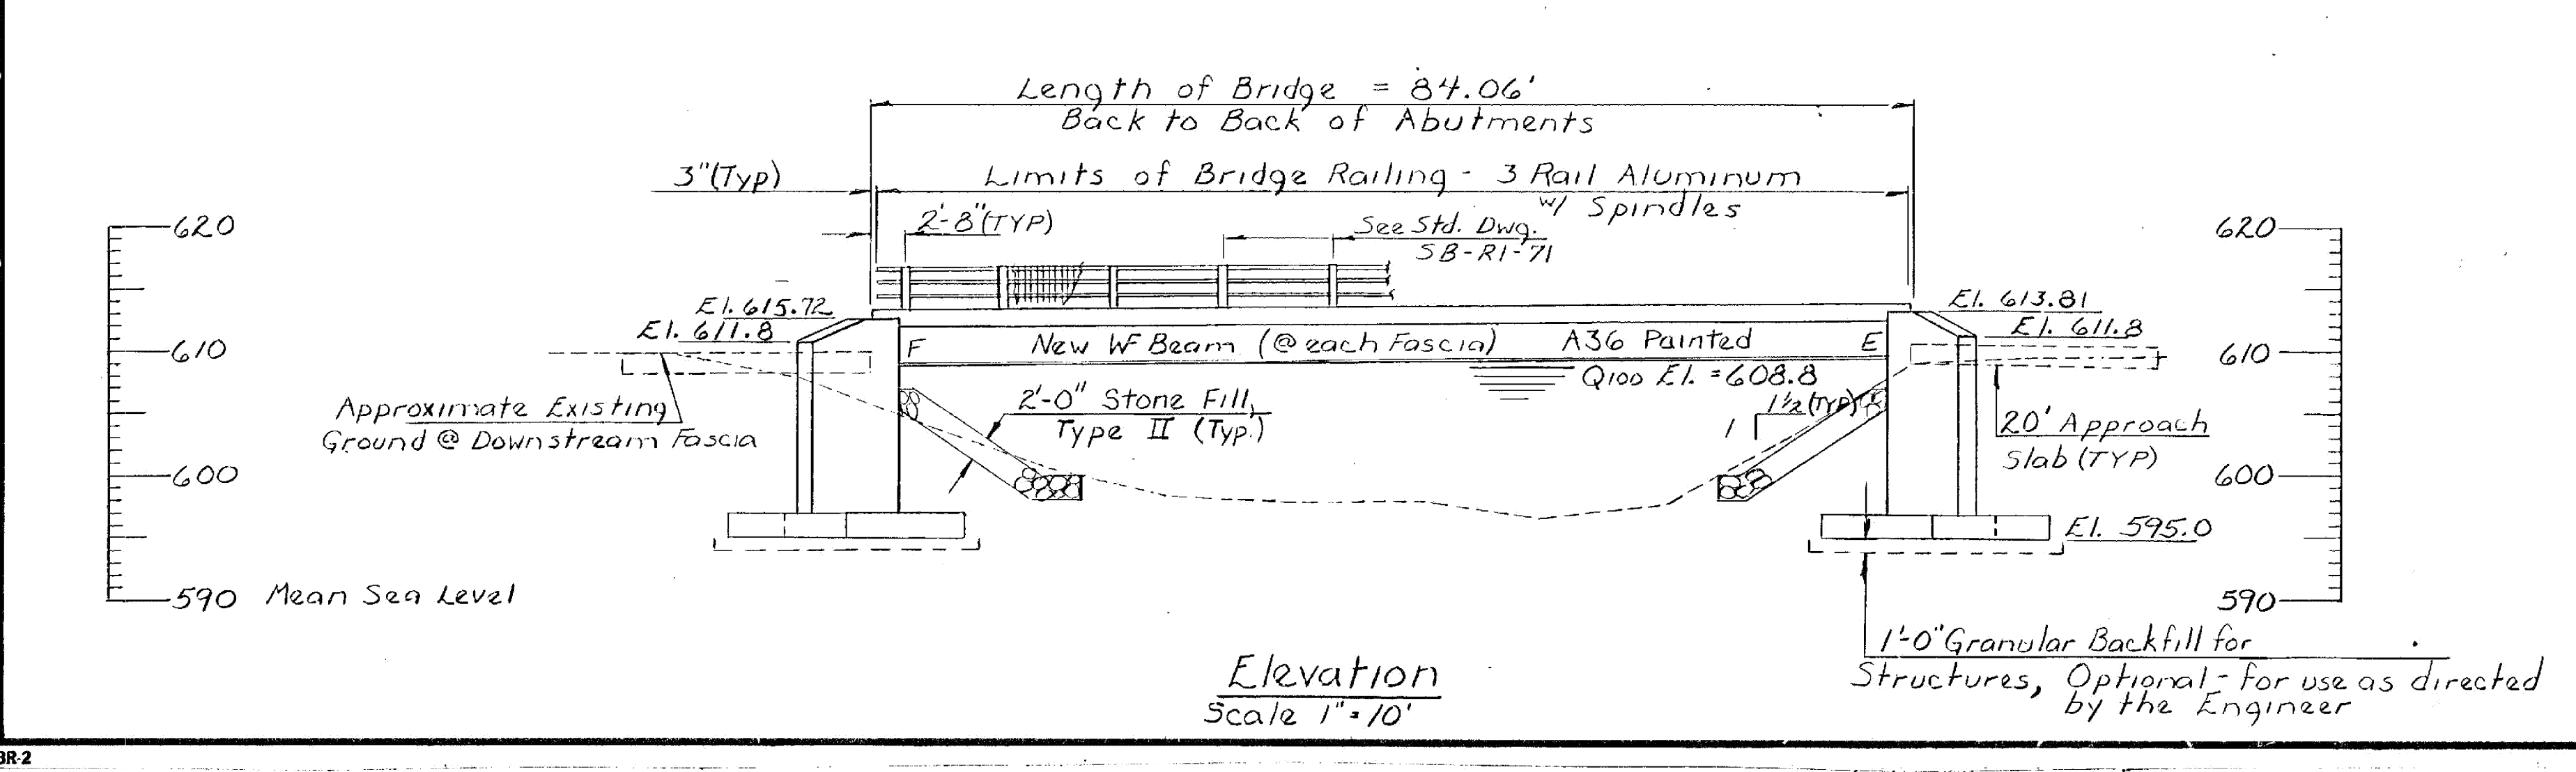 Length of Bridge = 84.06'
Back to Back of Abutments
3"(Typ)
Limits of Bridge Railing - 3 Rail Aluminum
w/ Spindles
2'-8"(TYP)
See Std. Dwg.
SB-R1-71
620
620
El. 615.72
El. 613.81
El. 611.8
El. 611.8
610
610
F
New WF Beam (@ each Fascia)
A36 Painted
E
Q100 El. = 608.8
Approximate Existing
Ground @ Downstream Fascia
2'-0" Stone Fill,
Type II (Typ.)
1½(Typ)
1
20' Approach
Slab (TYP)
600
600
El. 595.0
590
Mean Sea Level
590
1'-0" Granular Backfill for
Structures, Optional - for use as directed
by the Engineer
Elevation
Scale 1" = 10'
BR-2